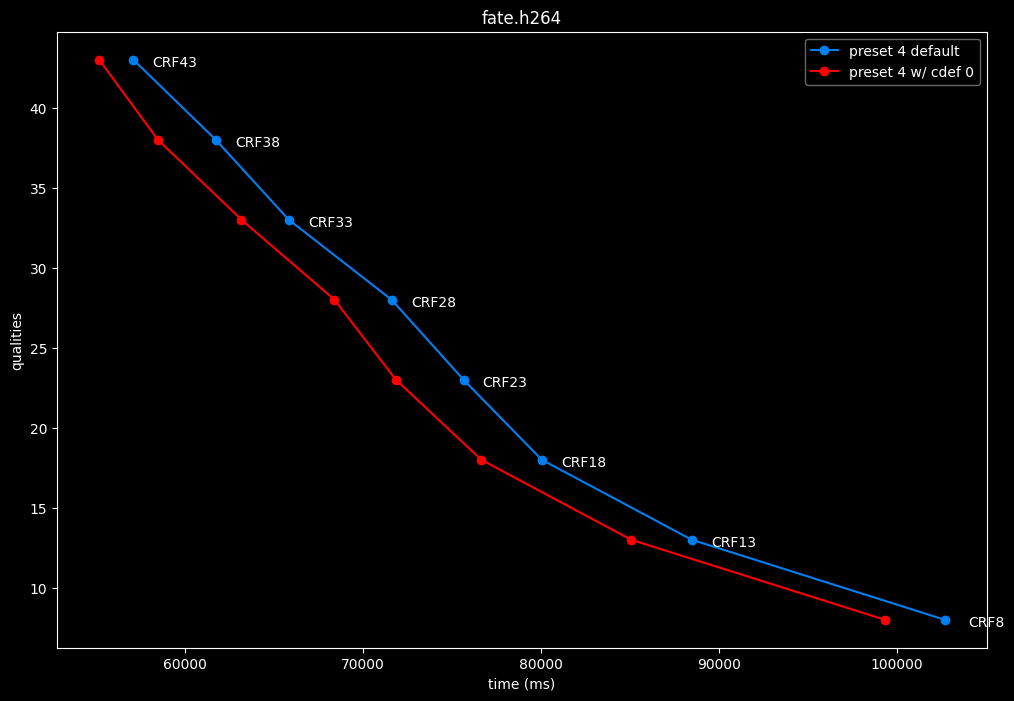 fate.h264
preset 4 default
preset 4 w/ cdef 0
CRF43
CRF38
CRF33
CRF28
CRF23
CRF18
CRF13
CRF8
40
35
30
25
20
15
10
qualities
60000
70000
80000
90000
100000
time (ms)